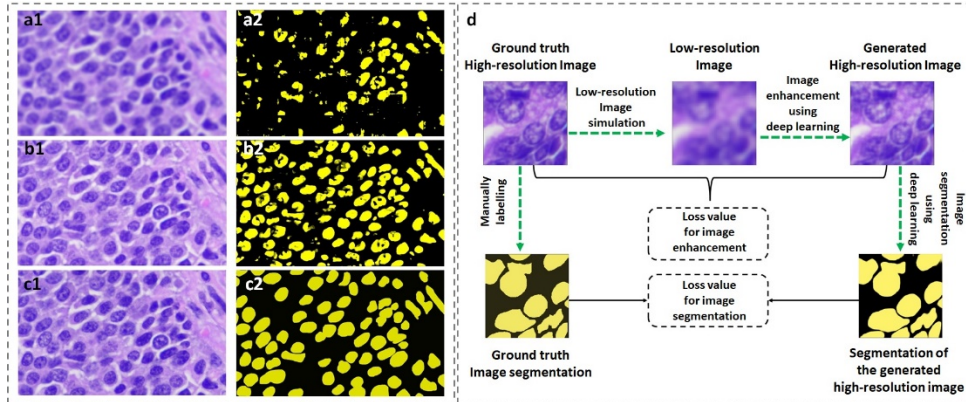 a1
a2
b1
b2
c1
c2
d
Ground truth
High-resolution Image
Low-resolution
Image
Generated
High-resolution Image
Low-resolution
Image
simulation
Image
enhancement
using
deep learning
Manually
labelling
Image
segmentation
using
deep learning
Loss value
for image
enhancement
Loss value
for image
segmentation
Ground truth
Image segmentation
Segmentation of
the generated
high-resolution image